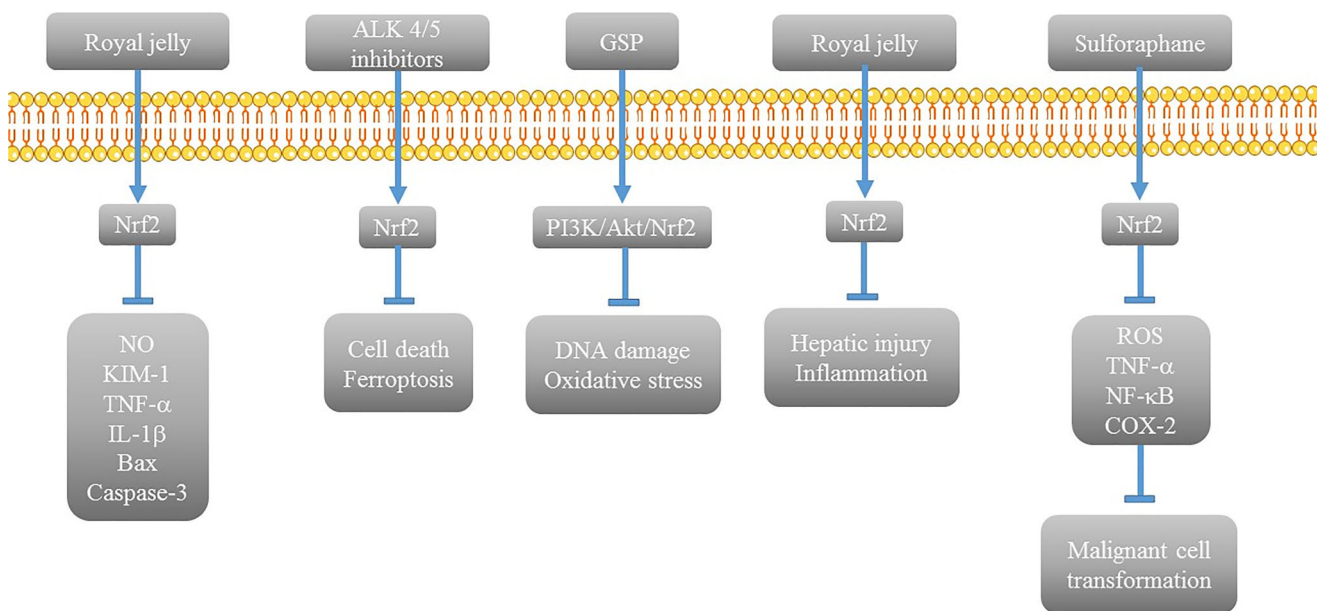 Royal jelly
ALK 4/5
inhibitors
GSP
Royal jelly
Sulforaphane
Nrf2
Nrf2
PI3K/Akt/Nrf2
Nrf2
Nrf2
NO
KIM-1
TNF-α
IL-1β
Bax
Caspase-3
Cell death
Ferroptosis
DNA damage
Oxidative stress
Hepatic injury
Inflammation
ROS
TNF-α
NF-κB
COX-2
Malignant cell
transformation